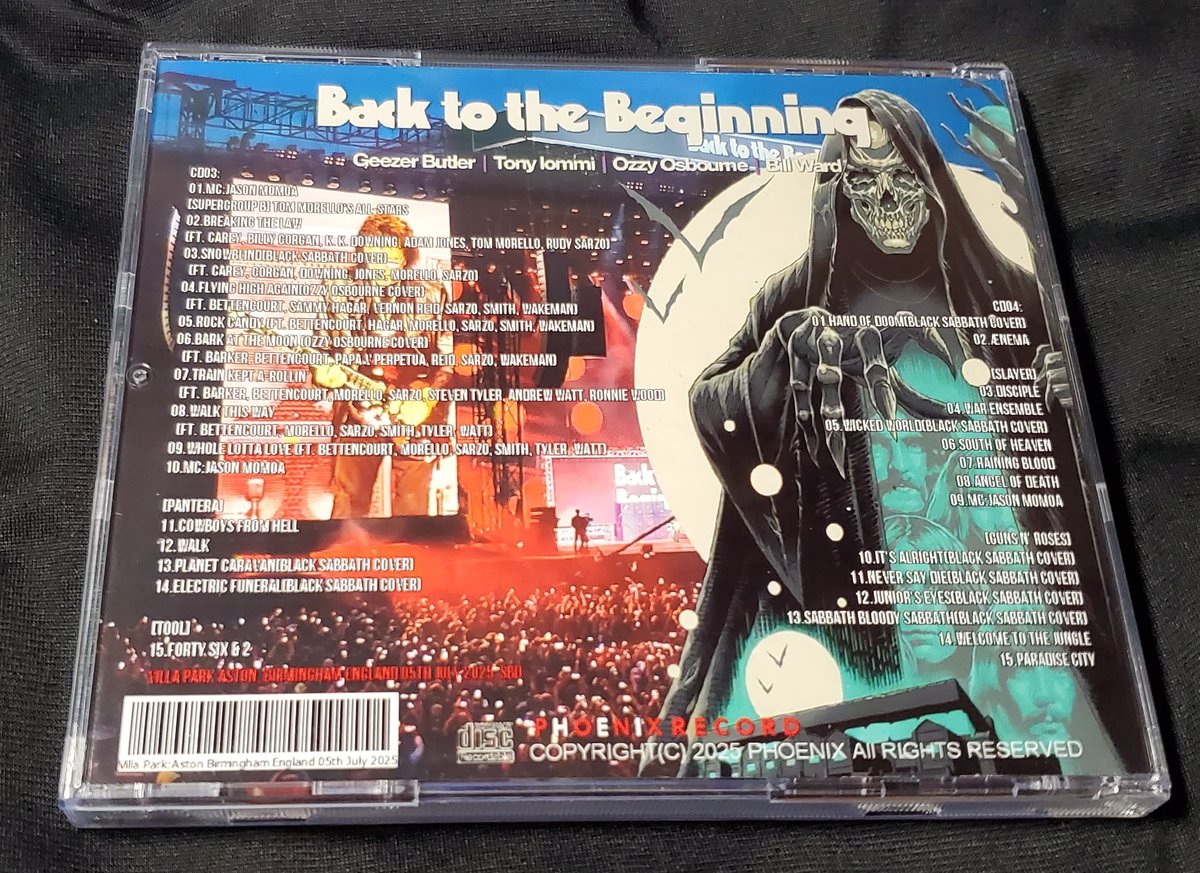 Back to the Beginning
Back to the Be
Geezer Butler | Tony Iommi | Ozzy Osbourne | Bill Ward
CD03:
01.MC:JASON MOMOA
[SUPERGROUP B] TOM MORELLO'S ALL-STARS
02.BREAKING THE LAW
(FT. CAREY, BILLY CORGAN, K. K. DOWNING, ADAM JONES, TOM MORELLO, RUDY SARZO)
03.SNOWBLIND(BLACK SABBATH COVER)
(FT. CAREY, CORGAN, DOWNING, JONES, MORELLO, SARZO)
04.FLYING HIGH AGAIN(OZZY OSBOURNE COVER)
(FT. BETTENCOURT, SAMMY HAGAR, VERNON REID, SARZO, SMITH, WAKEMAN)
05.ROCK CANDY (FT. BETTENCOURT, HAGAR, MORELLO, SARZO, SMITH, WAKEMAN)
06.BARK AT THE MOON (OZZY OSBOURNE COVER)
(FT. BARKER, BETTENCOURT, PAPA V PERPETUA, REID, SARZO, WAKEMAN)
07.TRAIN KEPT A-ROLLIN'
(FT. BARKER, BETTENCOURT, MORELLO, SARZO, STEVEN TYLER, ANDREW WATT, RONNIE WOOD)
08.WALK THIS WAY
(FT. BETTENCOURT, MORELLO, SARZO, SMITH, TYLER, WATT)
09.WHOLE LOTTA LOVE (FT. BETTENCOURT, MORELLO, SARZO, SMITH, TYLER, WATT)
10.MC:JASON MOMOA
[PANTERA]
11.COWBOYS FROM HELL
12.WALK
13.PLANET CARAVAN(BLACK SABBATH COVER)
14.ELECTRIC FUNERAL(BLACK SABBATH COVER)
[TOOL]
15.FORTY SIX & 2
VILLA PARK ASTON BIRMINGHAM ENGLAND 05TH JULY 2025 SBD
Villa Park: Aston Birmingham England 05th July 2025
CD04:
01.HAND OF DOOM(BLACK SABBATH COVER)
02.ÆNEMA
[SLAYER]
03.DISCIPLE
04.WAR ENSEMBLE
05.WICKED WORLD(BLACK SABBATH COVER)
06.SOUTH OF HEAVEN
07.RAINING BLOOD
08.ANGEL OF DEATH
09.MC:JASON MOMOA
[GUNS N' ROSES]
10.IT'S ALRIGHT(BLACK SABBATH COVER)
11.NEVER SAY DIE(BLACK SABBATH COVER)
12.JUNIOR'S EYES(BLACK SABBATH COVER)
13.SABBATH BLOODY SABBATH(BLACK SABBATH COVER)
14.WELCOME TO THE JUNGLE
15.PARADISE CITY
Back
Begin
disc
Recordable
PHOENIX RECORD
COPYRIGHT(C) 2025 PHOENIX All RIGHTS RESERVED